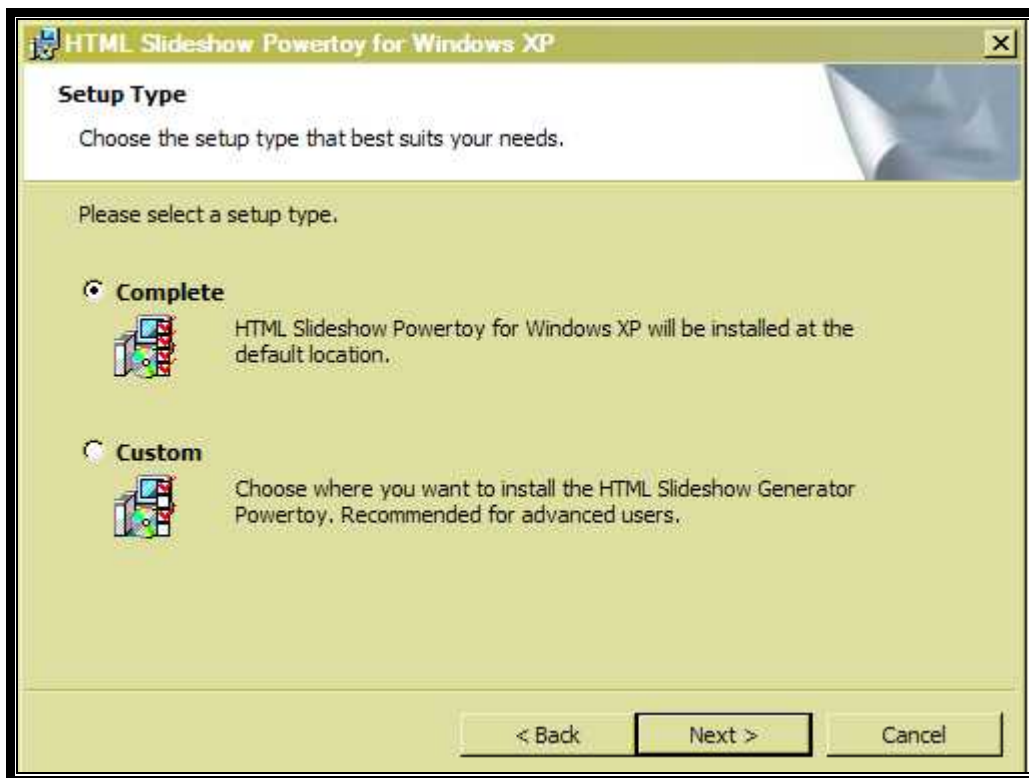 HTML Slideshow Powertoy for Windows XP
Setup Type
Choose the setup type that best suits your needs.
Please select a setup type.
Complete
HTML Slideshow Powertoy for Windows XP will be installed at the
default location.
Custom
Choose where you want to install the HTML Slideshow Generator
Powertoy. Recommended for advanced users.
< Back
Next >
Cancel